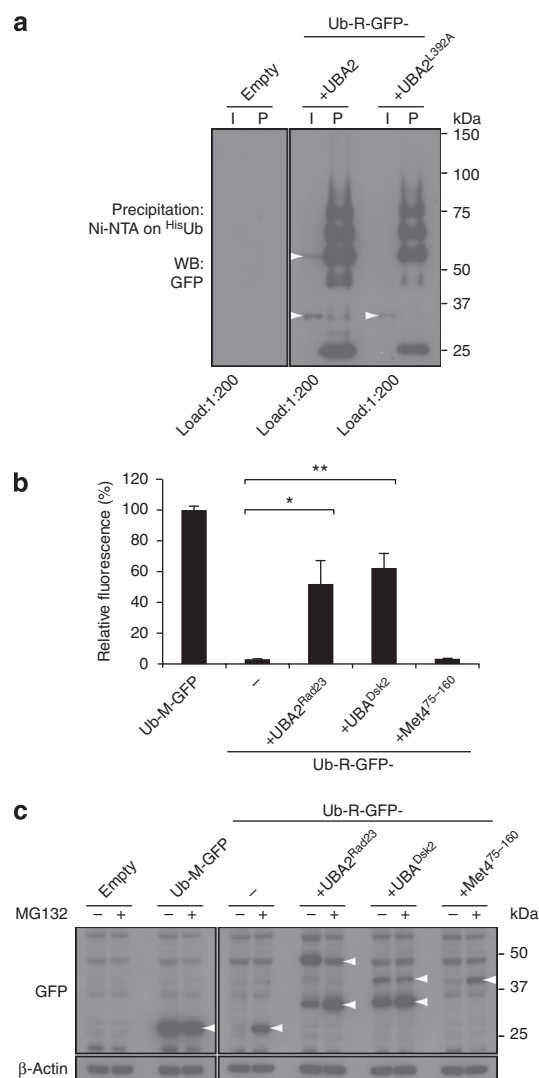 a
Ub-R-GFP-
Empty
+UBA2
+UBA2L392A
I P I P I P kDa
150
100
75
50
37
25
Precipitation:
Ni-NTA on HisUb
WB:
GFP
Load:1:200
Load:1:200
Load:1:200
b
Relative fluorescence (%)
120
100
80
60
40
20
0
**
*
Ub-M-GFP
–
+UBA2Rad23
+UBADsk2
+Met475–160
Ub-R-GFP-
c
Ub-R-GFP-
Empty
Ub-M-GFP
–
+UBA2Rad23
+UBADsk2
+Met475–160
MG132 – + – + – + – + – + – + kDa
GFP
50
37
25
β-Actin